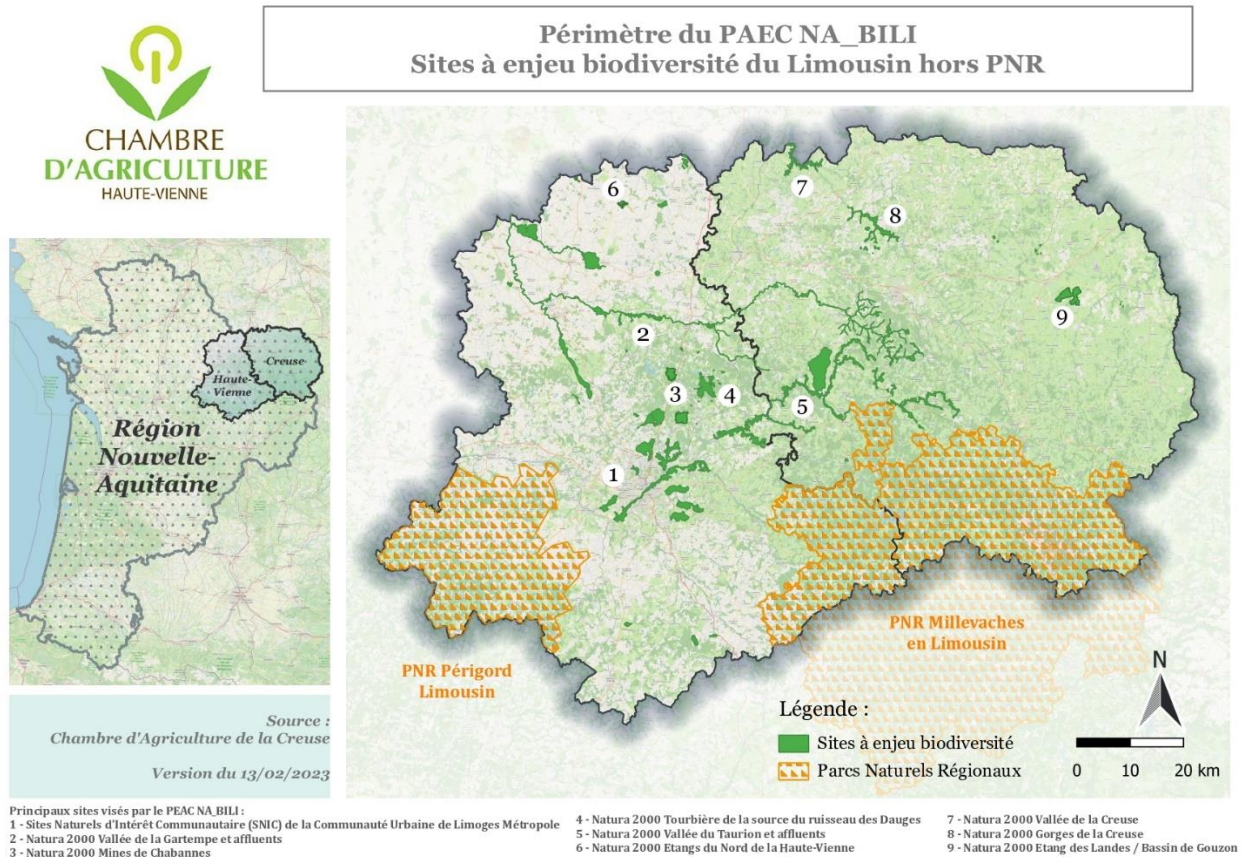 Périmètre du PAEC NA_BILI
Sites à enjeu biodiversité du Limousin hors PNR
CHAMBRE
D'AGRICULTURE
HAUTE-VIENNE
Haute-
Vienne
Creuse
Région
Nouvelle-
Aquitaine
Source :
Chambre d'Agriculture de la Creuse
Version du 13/02/2023
6
7
8
9
2
3
4
5
1
PNR Périgord
Limousin
PNR Millevaches
en Limousin
N
Légende :
Sites à enjeu biodiversité
Parcs Naturels Régionaux
0 10 20 km
Principaux sites visés par le PEAC NA_BILI :
1 - Sites Naturels d'Intérêt Communautaire (SNIC) de la Communauté Urbaine de Limoges Métropole
2 - Natura 2000 Vallée de la Gartempe et affluents
3 - Natura 2000 Mines de Chabannes
4 - Natura 2000 Tourbière de la source du ruisseau des Dauges
5 - Natura 2000 Vallée du Taurion et affluents
6 - Natura 2000 Etangs du Nord de la Haute-Vienne
7 - Natura 2000 Vallée de la Creuse
8 - Natura 2000 Gorges de la Creuse
9 - Natura 2000 Etang des Landes / Bassin de Gouzon